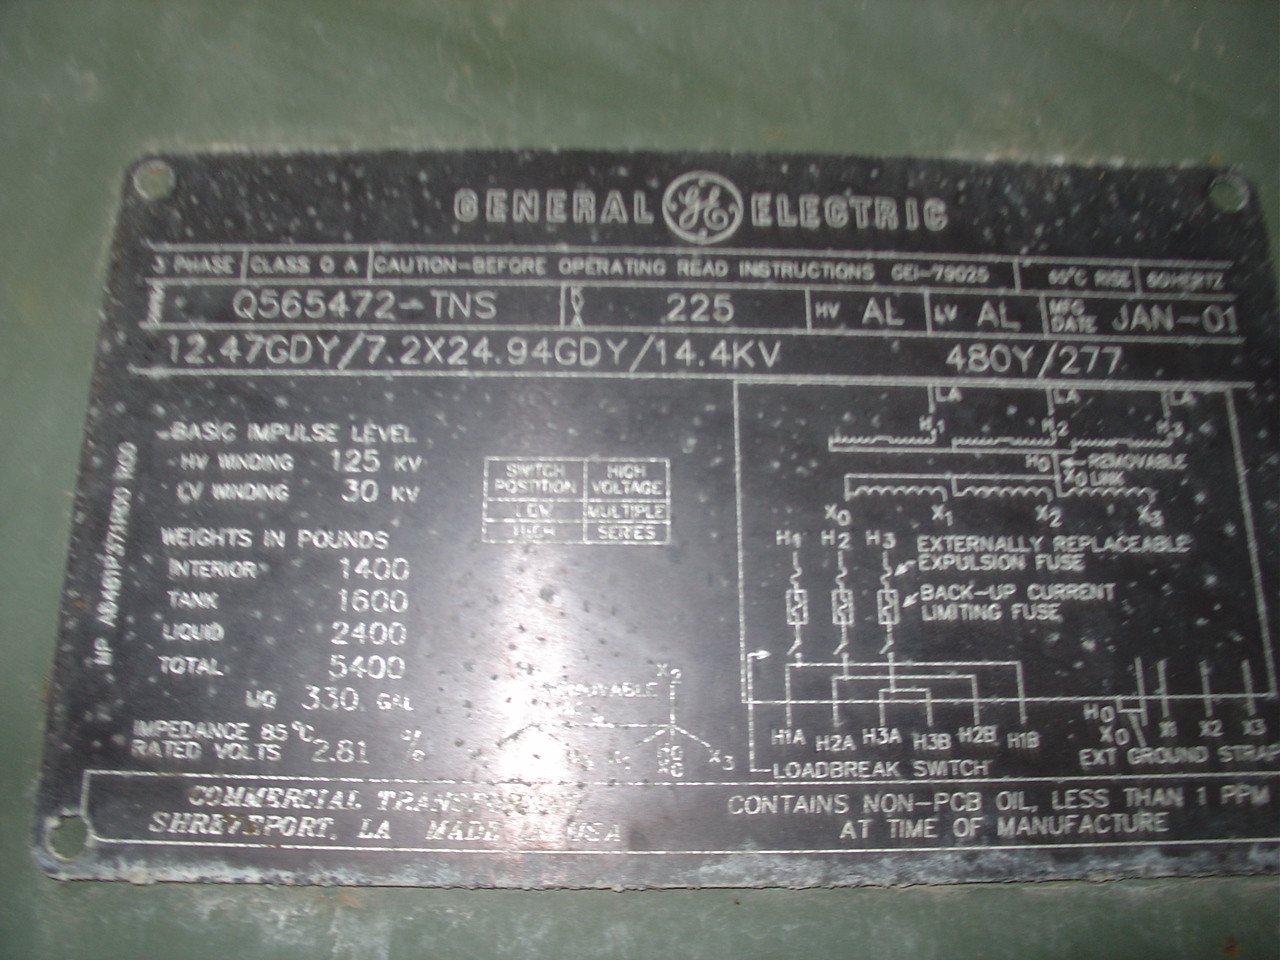 GENERAL GE ELECTRIC
3 PHASE CLASS O A CAUTION-BEFORE OPERATING READ INSTRUCTIONS GEI-79025 65°C RISE 60HERTZ
Q565472-TNS 225 HV AL LV AL MFG DATE JAN-01
12.47GDY/7.2X24.94GDY/14.4KV 480Y/277
BASIC IMPULSE LEVEL
HV WINDING 125 KV
LV WINDING 30 KV
WEIGHTS IN POUNDS
INTERIOR 1400
TANK 1600
LIQUID 2400
TOTAL 5400
LIQ 330 GAL
IMPEDANCE 85°C
RATED VOLTS 2.81 %
SWITCH POSITION HIGH VOLTAGE
LOW MULTIPLE
HIGH SERIES
LA LA LA
H1 H2 H3
H0 REMOVABLE
X0 LINK
X0 X1 X2 X3
H1 H2 H3 EXTERNALLY REPLACEABLE
EXPULSION FUSE
BACK-UP CURRENT
LIMITING FUSE
H1A H2A H3A H3B H2B H1B
LOADBREAK SWITCH
H0
X0 X1 X2 X3
EXT GROUND STRAP
X2
X3
COMMERCIAL
SHREVEPORT, LA MADE IN USA
CONTAINS NON-PCB OIL, LESS THAN 1 PPM
AT TIME OF MANUFACTURE